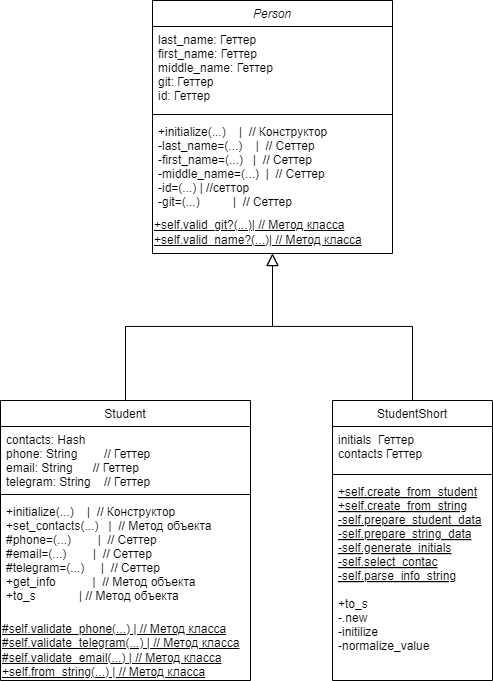 Person
last_name: Геттер
first_name: Геттер
middle_name: Геттер
git: Геттер
id: Геттер
+initialize(...) | // Конструктор
-last_name=(...) | // Сеттер
-first_name=(...) | // Сеттер
-middle_name=(...) | // Сеттер
-id=(...) | //сеттор
-git=(...) | // Сеттер
+self.valid_git?(...)| // Метод класса
+self.valid_name?(...)| // Метод класса
Student
contacts: Hash
phone: String // Геттер
email: String // Геттер
telegram: String // Геттер
+initialize(...) | // Конструктор
+set_contacts(...) | // Метод объекта
#phone=(...) | // Сеттер
#email=(...) | // Сеттер
#telegram=(...) | // Сеттер
+get_info | // Метод объекта
+to_s | // Метод объекта
#self.validate_phone(...) | // Метод класса
#self.validate_telegram(...) | // Метод класса
#self.validate_email(...) | // Метод класса
+self.from_string(...) | // Метод класса
StudentShort
initials Геттер
contacts Геттер
+self.create_from_student
+self.create_from_string
-self.prepare_student_data
-self.prepare_string_data
-self.generate_initials
-self.select_contac
-self.parse_info_string
+to_s
-.new
-initilize
-normalize_value